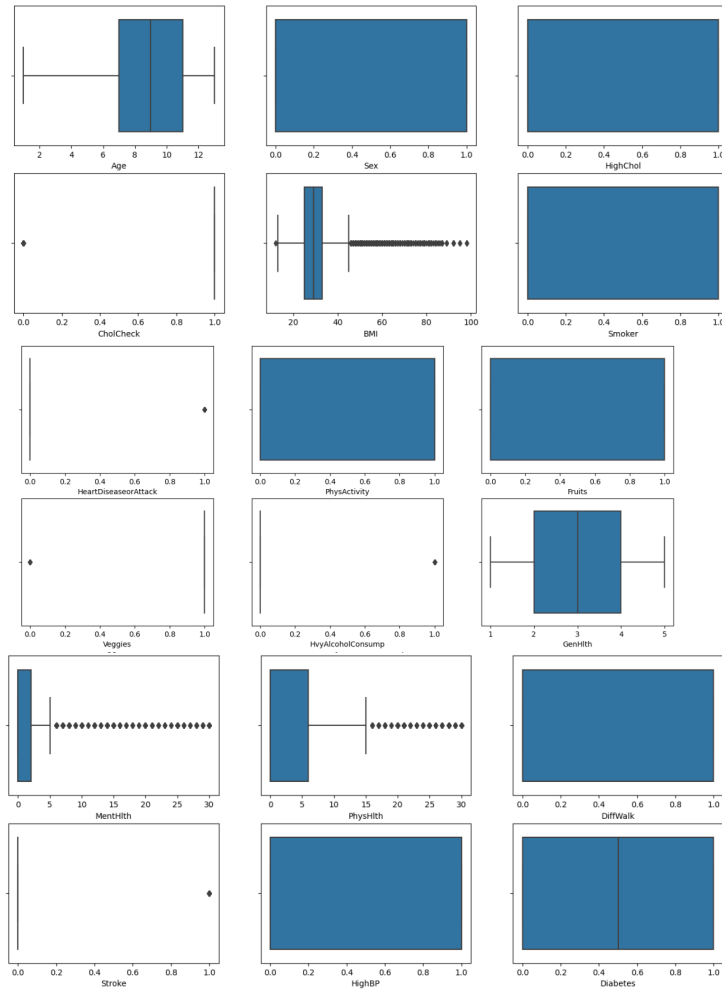 2 4 6 8 10 12
Age
0.0 0.2 0.4 0.6 0.8 1.0
Sex
0.0 0.2 0.4 0.6 0.8 1.0
HighChol
0.0 0.2 0.4 0.6 0.8 1.0
CholCheck
20 40 60 80 100
BMI
0.0 0.2 0.4 0.6 0.8 1.0
Smoker
0.0 0.2 0.4 0.6 0.8 1.0
HeartDiseaseorAttack
0.0 0.2 0.4 0.6 0.8 1.0
PhysActivity
0.0 0.2 0.4 0.6 0.8 1.0
Fruits
0.0 0.2 0.4 0.6 0.8 1.0
Veggies
0.0 0.2 0.4 0.6 0.8 1.0
HvyAlcoholConsump
1 2 3 4 5
GenHlth
0 5 10 15 20 25 30
MentHlth
0 5 10 15 20 25 30
PhysHlth
0.0 0.2 0.4 0.6 0.8 1.0
DiffWalk
0.0 0.2 0.4 0.6 0.8 1.0
Stroke
0.0 0.2 0.4 0.6 0.8 1.0
HighBP
0.0 0.2 0.4 0.6 0.8 1.0
Diabetes